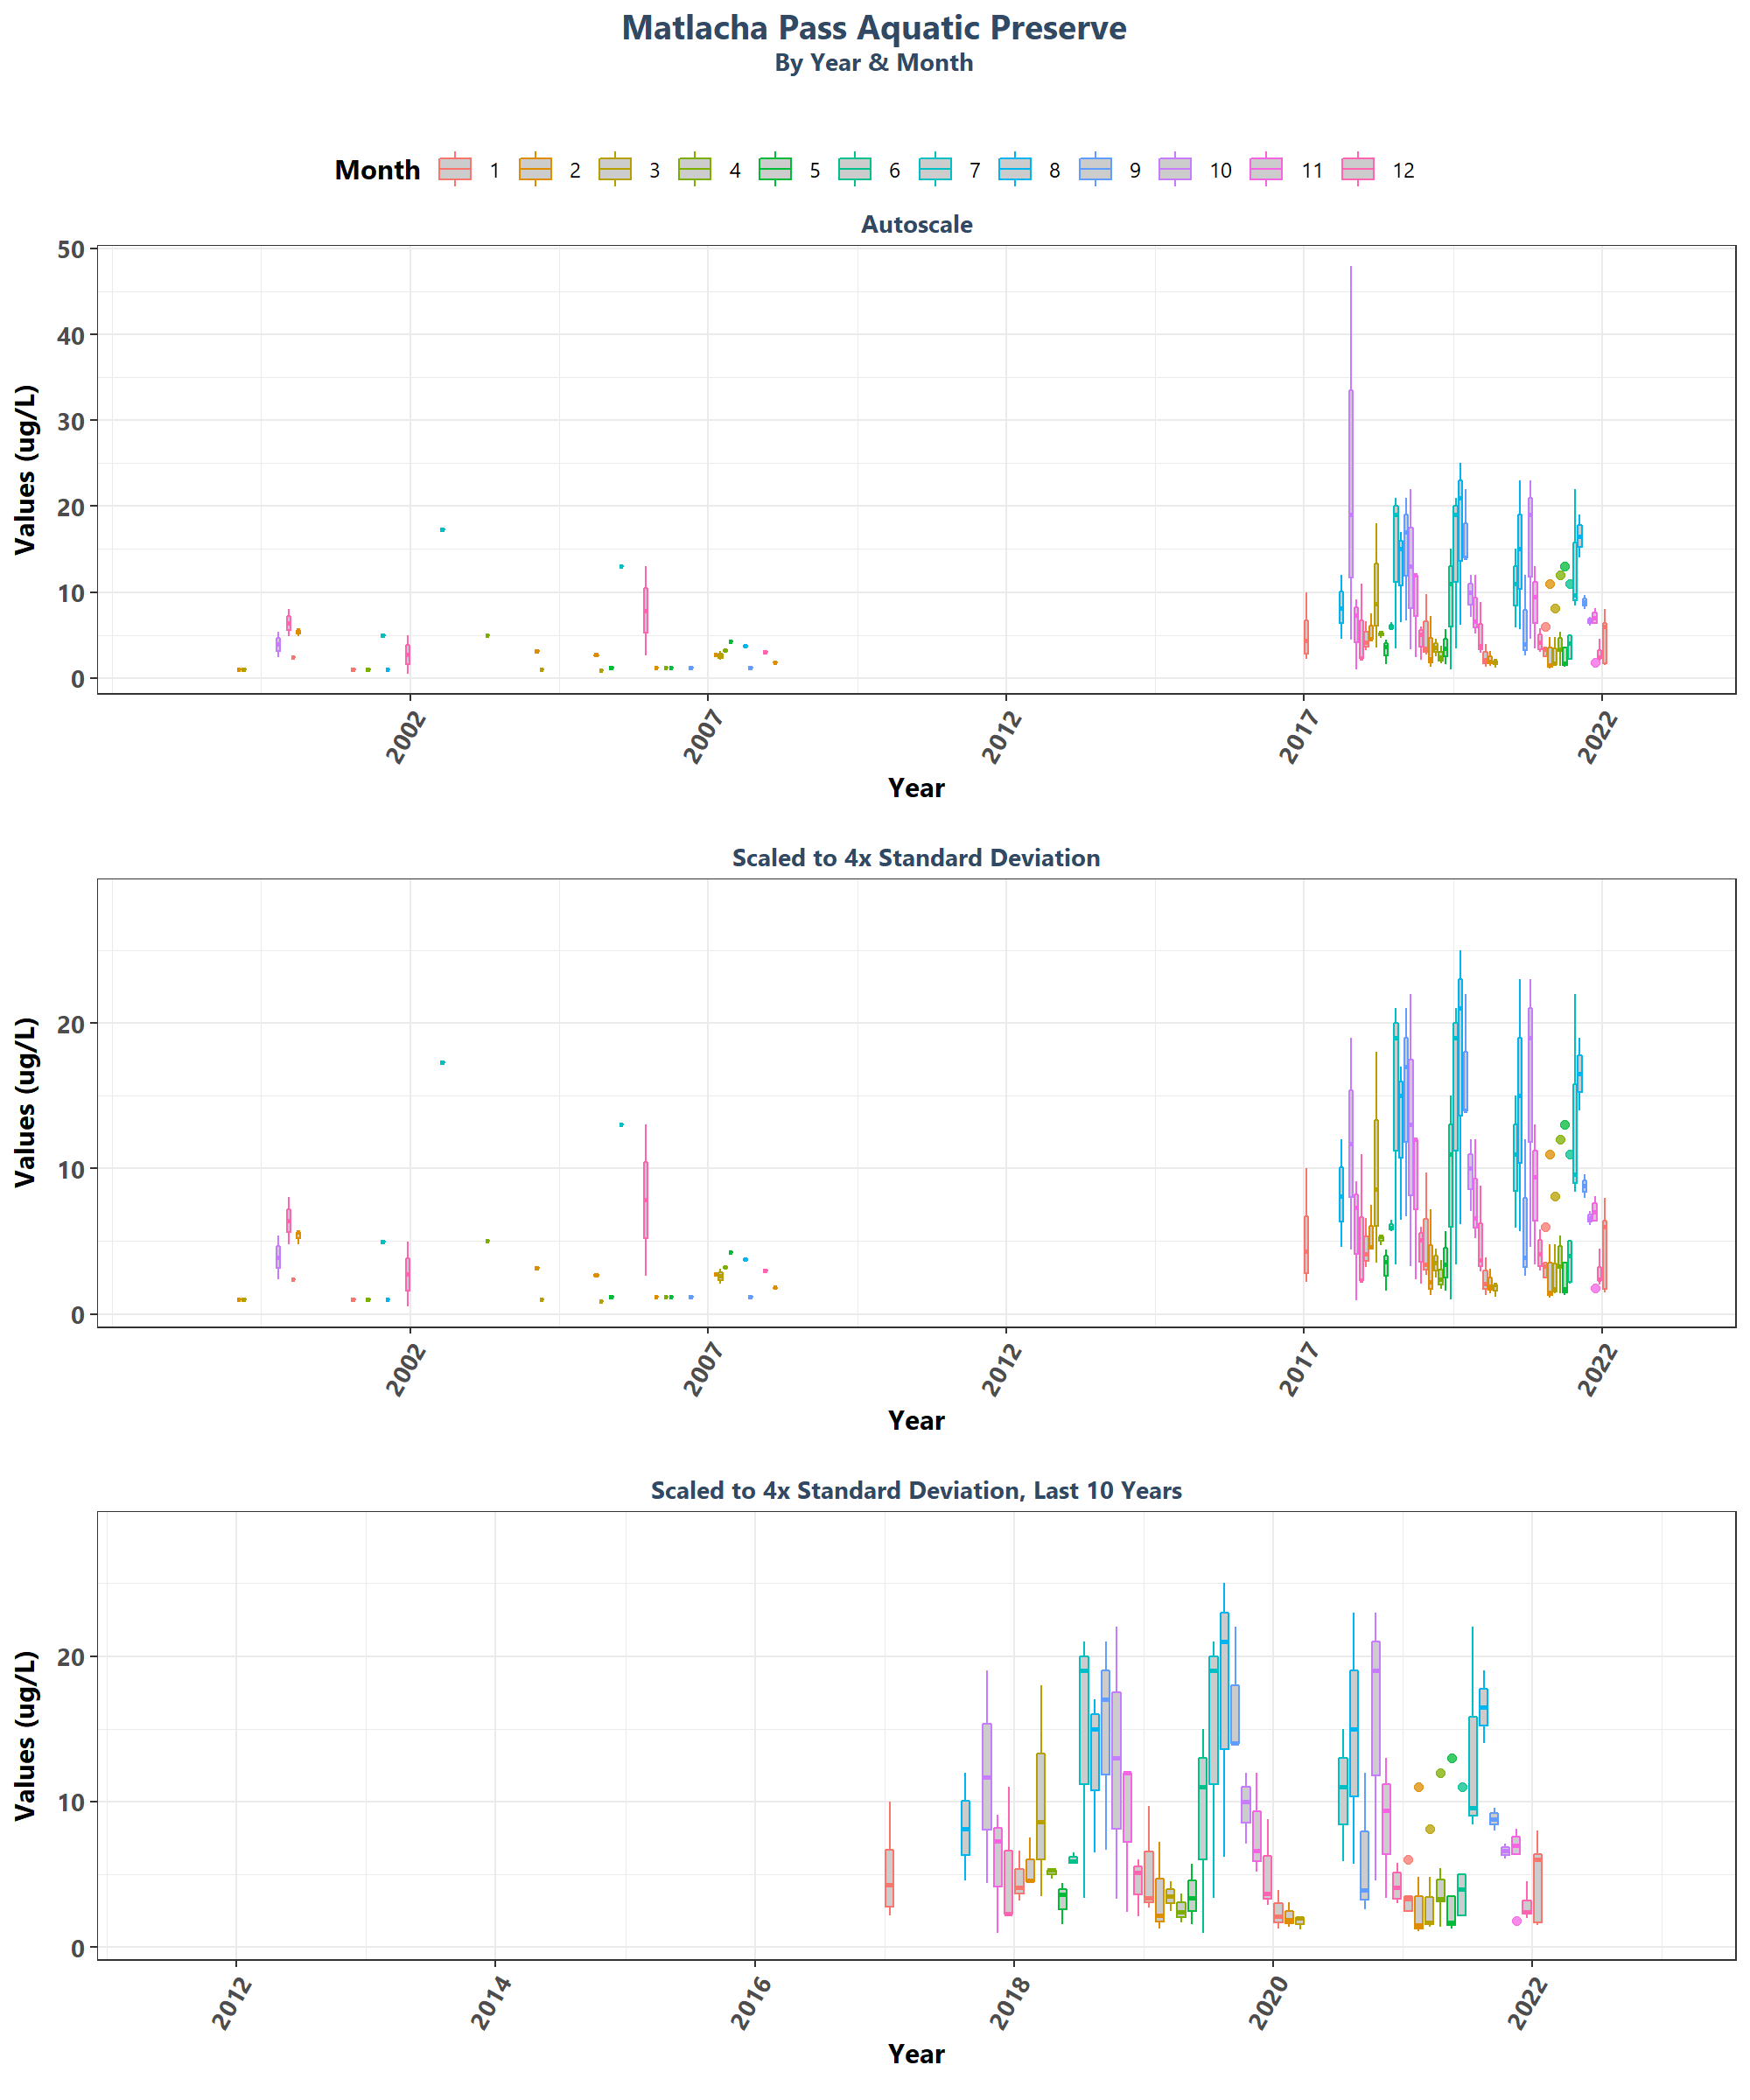 Matlacha Pass Aquatic Preserve
By Year & Month
Month 1 2 3 4 5 6 7 8 9 10 11 12
Autoscale
Values (ug/L)
50
40
30
20
10
0
2002 2007 2012 2017 2022
Year
Scaled to 4x Standard Deviation
Values (ug/L)
20
10
0
2002 2007 2012 2017 2022
Year
Scaled to 4x Standard Deviation, Last 10 Years
Values (ug/L)
20
10
0
2012 2014 2016 2018 2020 2022
Year